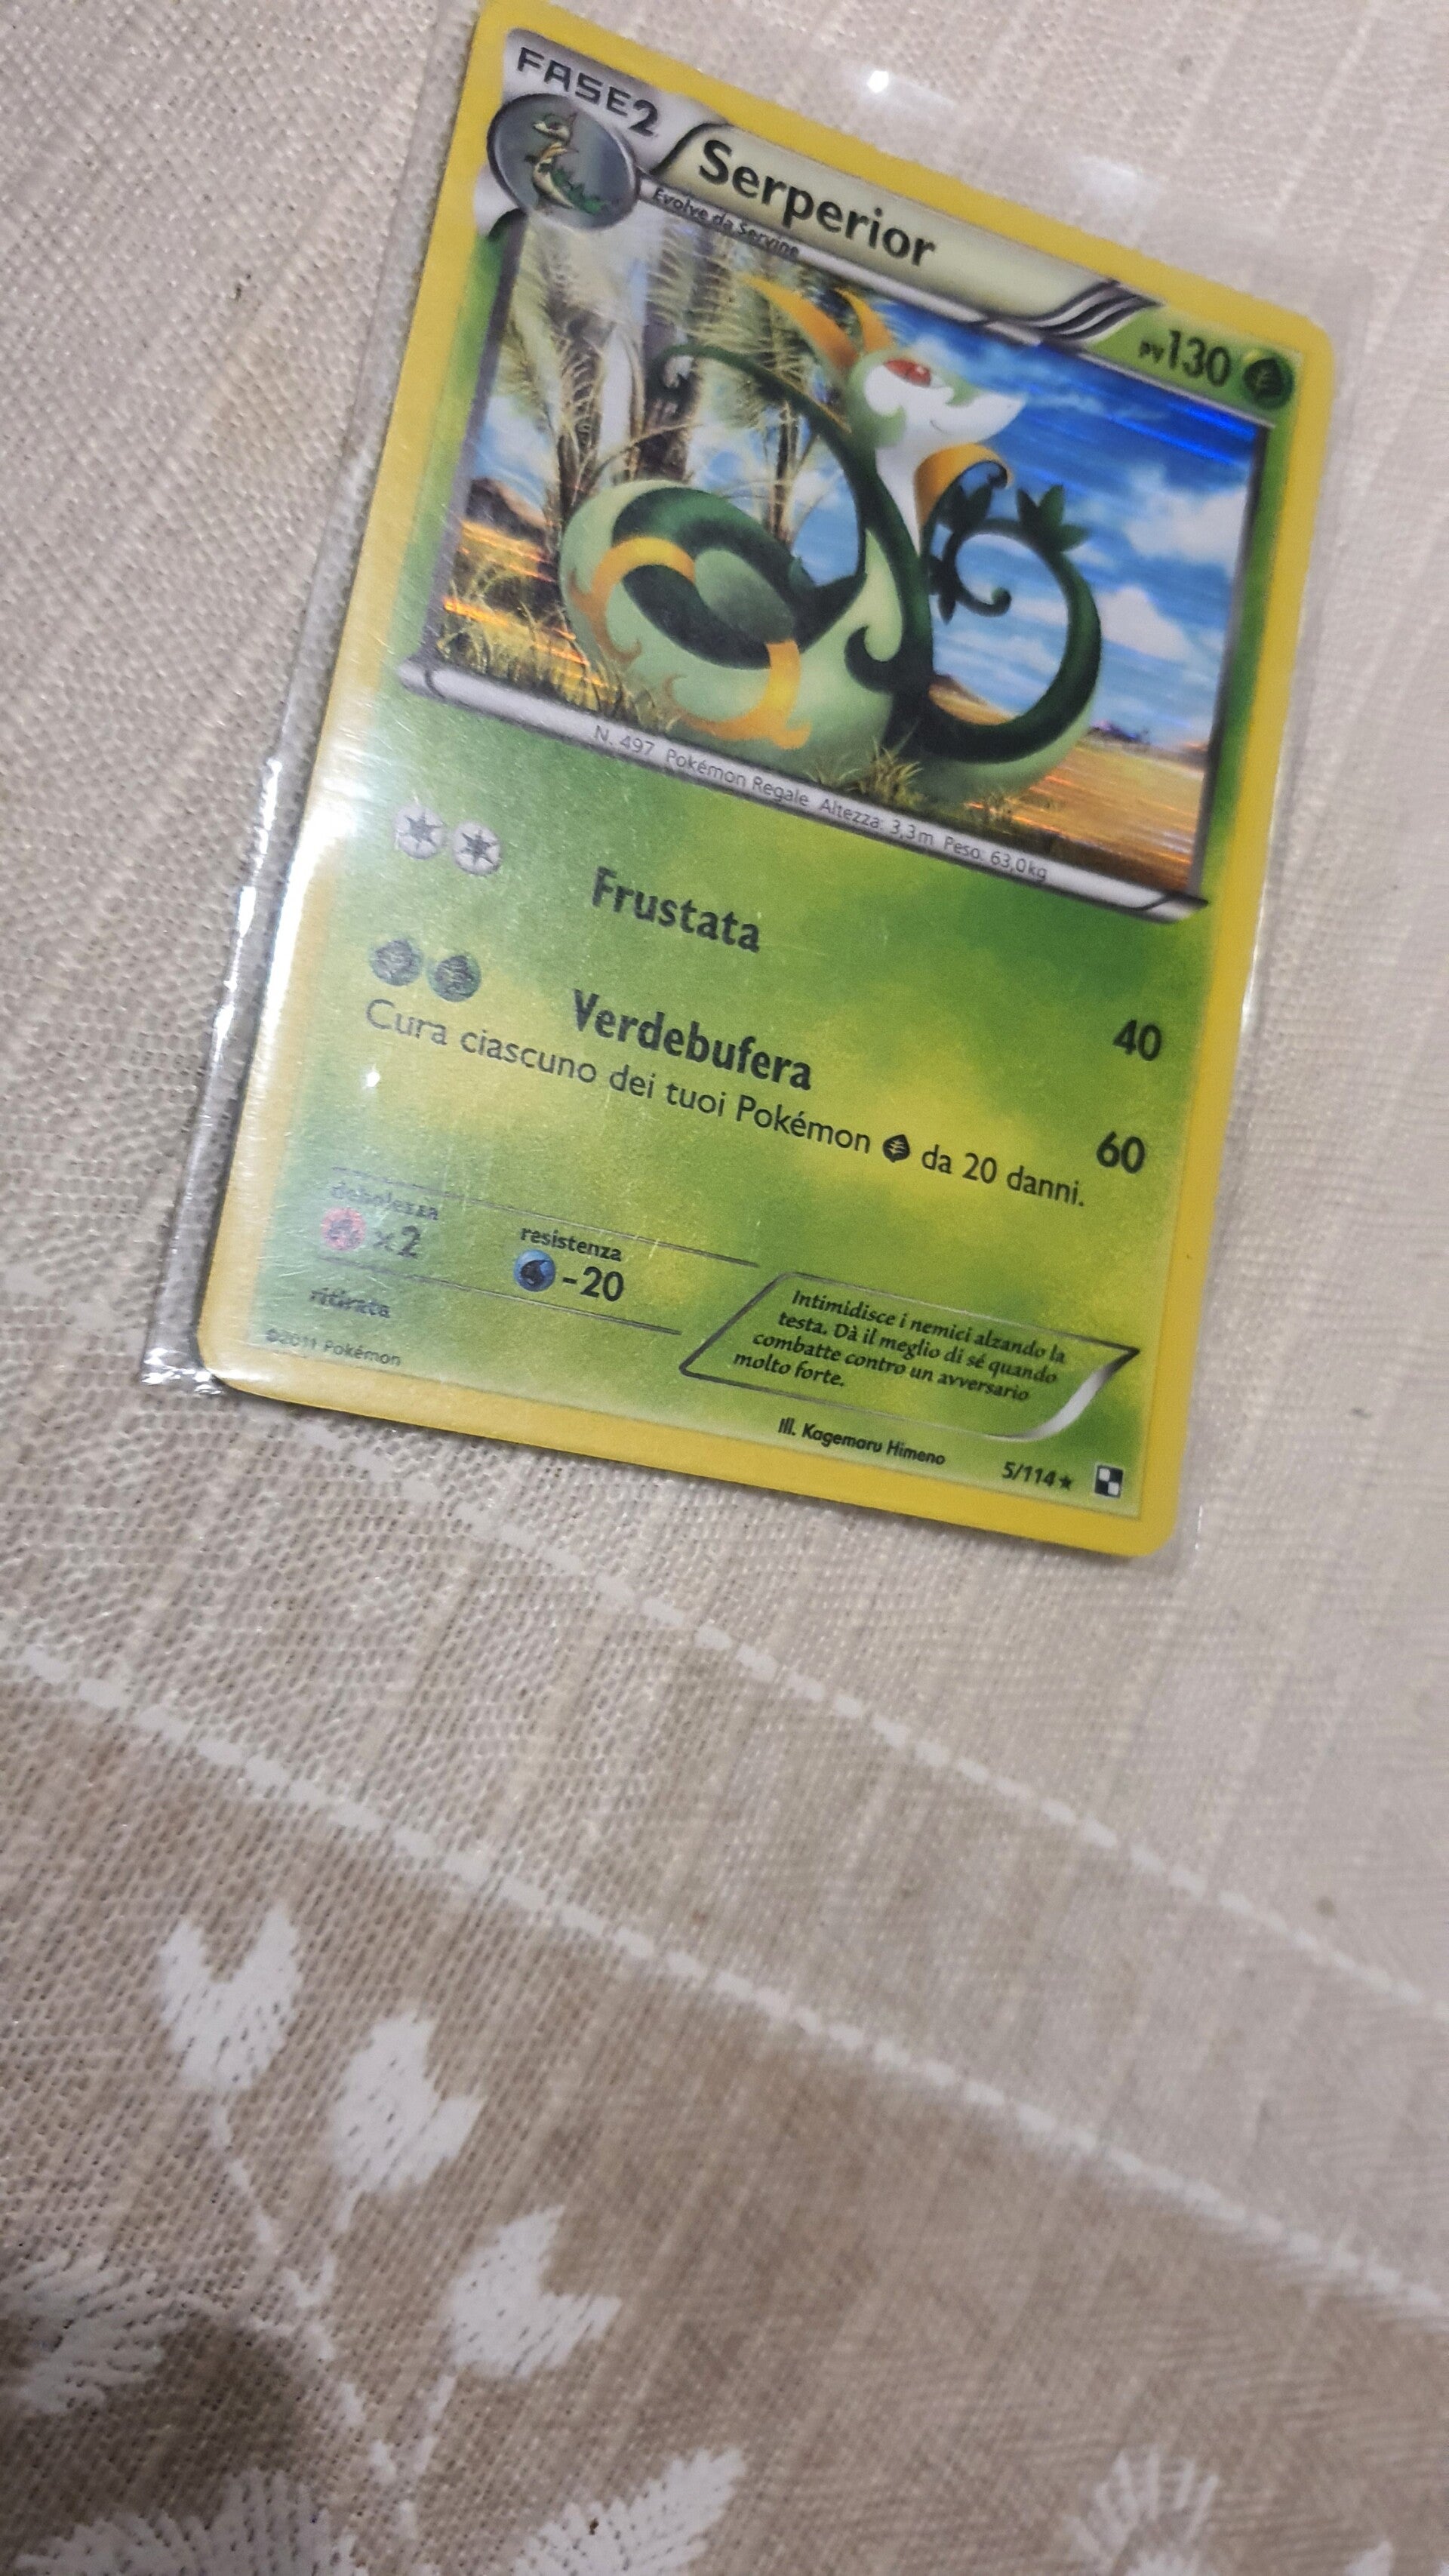 FASE2
Serperior
Evolve da Servine
PV130
N. 497 Pokémon Regale Altezza: 3,3m Peso: 63,0kg
Frustata
40
Verdebufera
60
Cura ciascuno dei tuoi Pokémon da 20 danni.
debolezza
×2
resistenza
-20
ritirata
Intimidisce i nemici alzando la
testa. Dà il meglio di sé quando
combatte contro un avversario
molto forte.
©2011 Pokémon
Ill. Kagemaru Himeno
5/114★